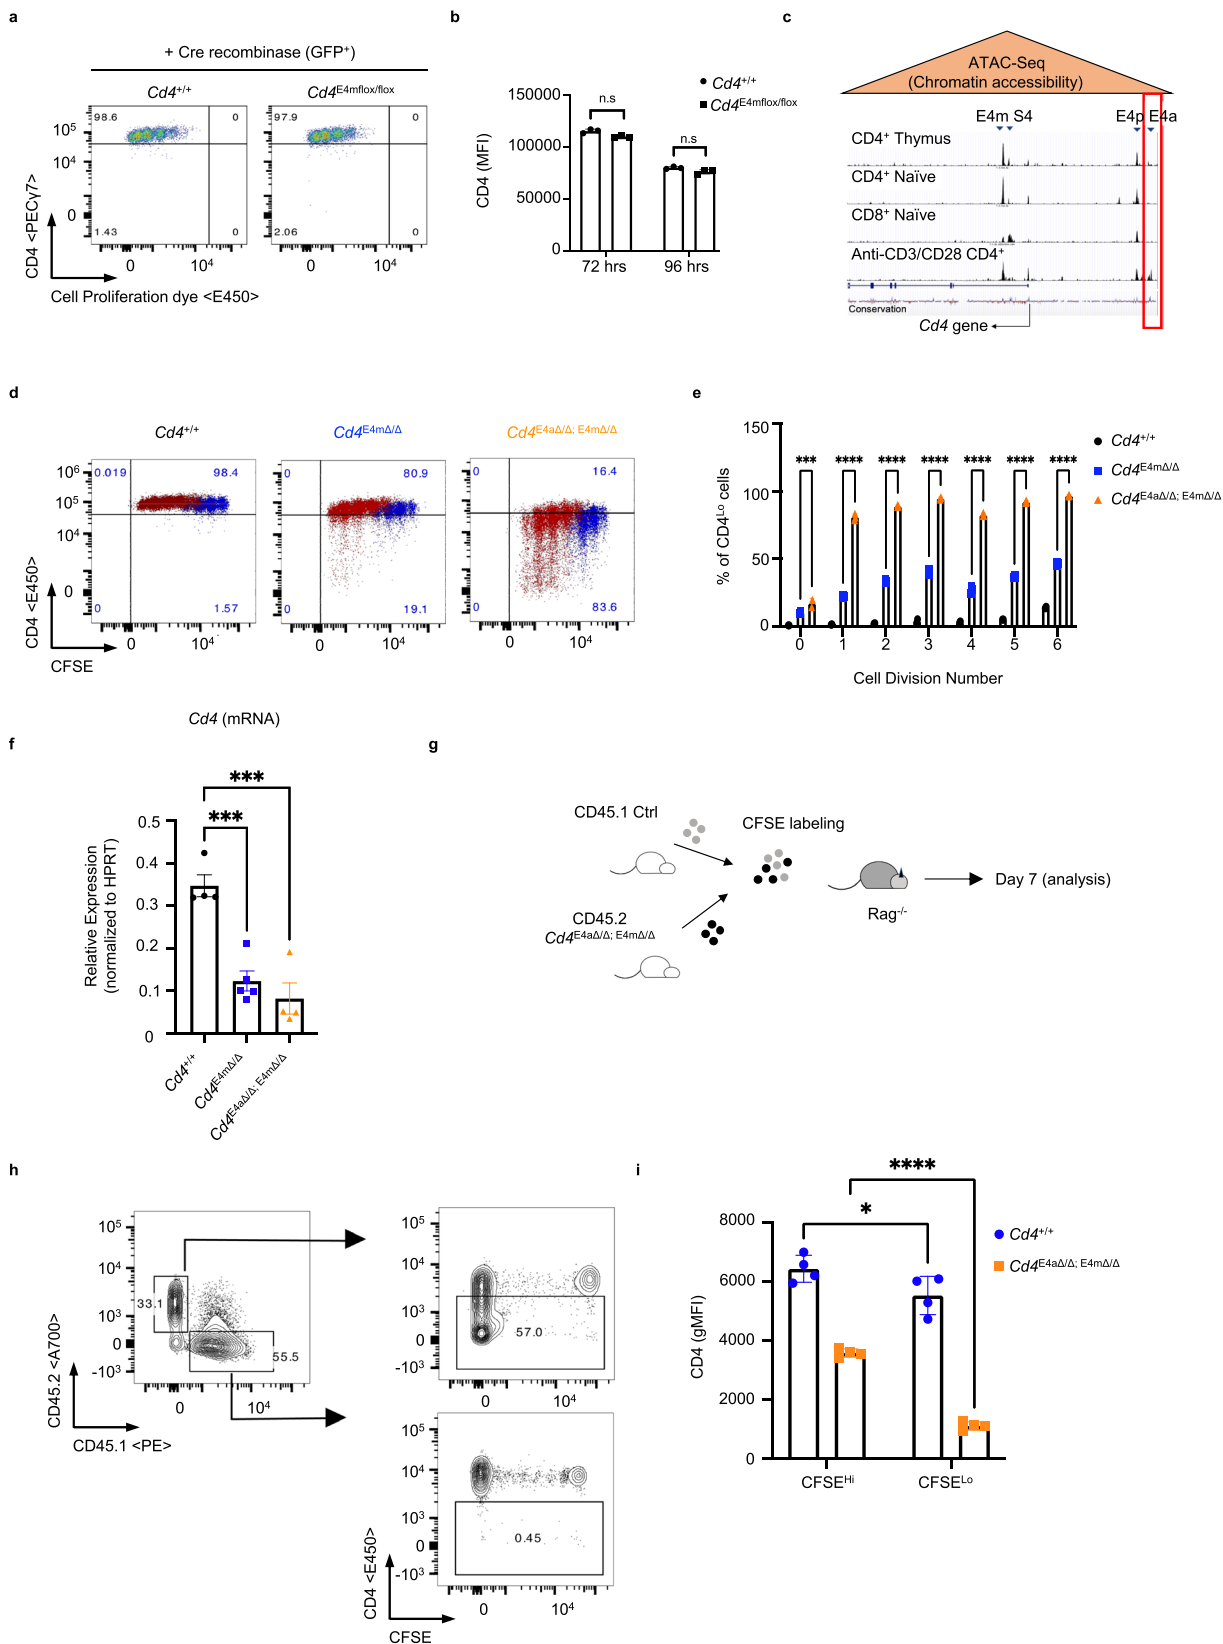 a
+ Cre recombinase (GFP⁺)
Cd4⁺/⁺
Cd4E4mflox/flox
98.6
0
97.9
0
10⁵
10⁴
0
1.43
0
2.06
0
0
10⁴
0
10⁴
CD4 <PECγ7>
Cell Proliferation dye <E450>
b
Cd4⁺/⁺
Cd4E4mflox/flox
150000
100000
50000
0
CD4 (MFI)
n.s
n.s
72 hrs
96 hrs
c
ATAC-Seq
(Chromatin accessibility)
E4m S4
E4p E4a
CD4⁺ Thymus
CD4⁺ Naïve
CD8⁺ Naïve
Anti-CD3/CD28 CD4⁺
Conservation
Cd4 gene
d
Cd4⁺/⁺
Cd4E4mΔ/Δ
Cd4E4aΔ/Δ; E4mΔ/Δ
0.019
98.4
0
80.9
0
16.4
10⁶
10⁵
10⁴
0
0
1.57
0
19.1
0
83.6
0
10⁴
0
10⁴
0
10⁴
CD4 <E450>
CFSE
e
150
100
50
0
% of CD4Lo cells
*** **** **** **** **** **** ****
0 1 2 3 4 5 6
Cell Division Number
Cd4⁺/⁺
Cd4E4mΔ/Δ
Cd4E4aΔ/Δ; E4mΔ/Δ
f
Cd4 (mRNA)
***
***
0.5
0.4
0.3
0.2
0.1
0
Relative Expression
(normalized to HPRT)
Cd4⁺/⁺
Cd4E4mΔ/Δ
Cd4E4aΔ/Δ; E4mΔ/Δ
g
CD45.1 Ctrl
CFSE labeling
CD45.2
Cd4E4aΔ/Δ; E4mΔ/Δ
Rag-/-
Day 7 (analysis)
h
10⁵
10⁴
10³
0
-10³
33.1
55.5
0
10⁴
CD45.2 <A700>
CD45.1 <PE>
10⁵
10⁴
10³
0
-10³
57.0
0
10⁴
10⁵
10⁴
10³
0
-10³
0.45
0
10⁴
CD4 <E450>
CFSE
i
****
*
8000
6000
4000
2000
0
CD4 (gMFI)
CFSEHi
CFSELo
Cd4⁺/⁺
Cd4E4aΔ/Δ; E4mΔ/Δ